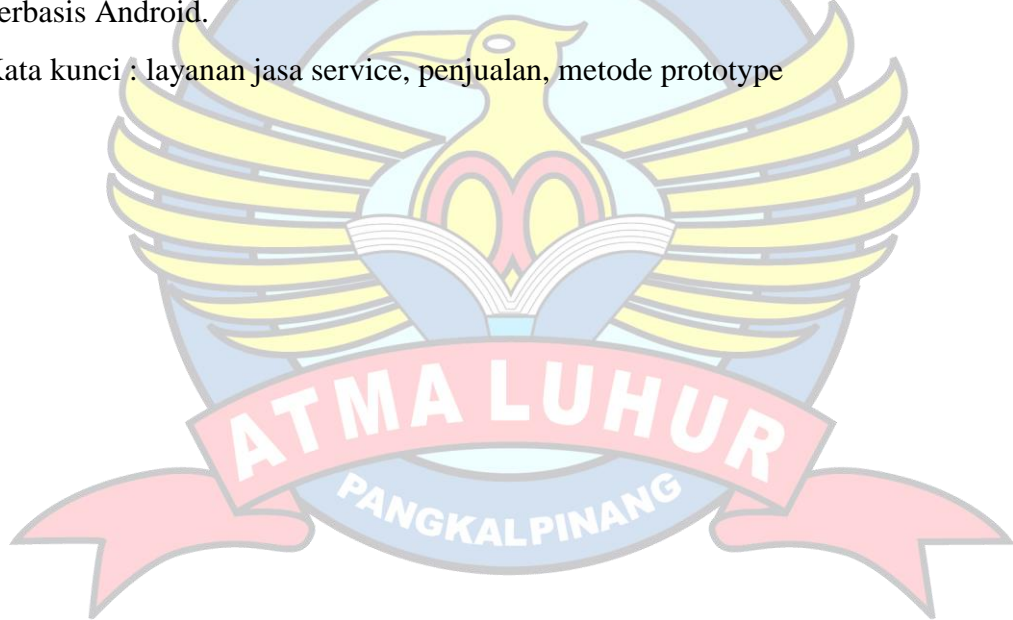 erbasis Android.
Kata kunci : layanan jasa service, penjualan, metode prototype
ATMA LUHUR
PANGKALPINANG